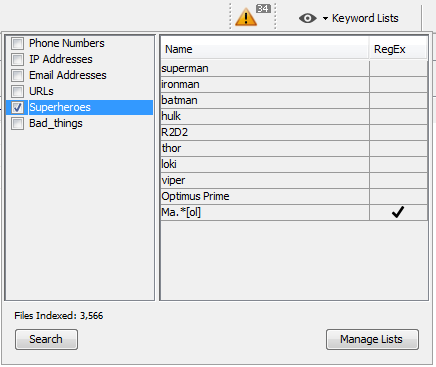 34
Keyword Lists
Phone Numbers
IP Addresses
Email Addresses
URLs
Superheroes
Bad_things
Name RegEx
superman
ironman
batman
hulk
R2D2
thor
loki
viper
Optimus Prime
Ma.*[ol]
Files Indexed: 3,566
Search
Manage Lists